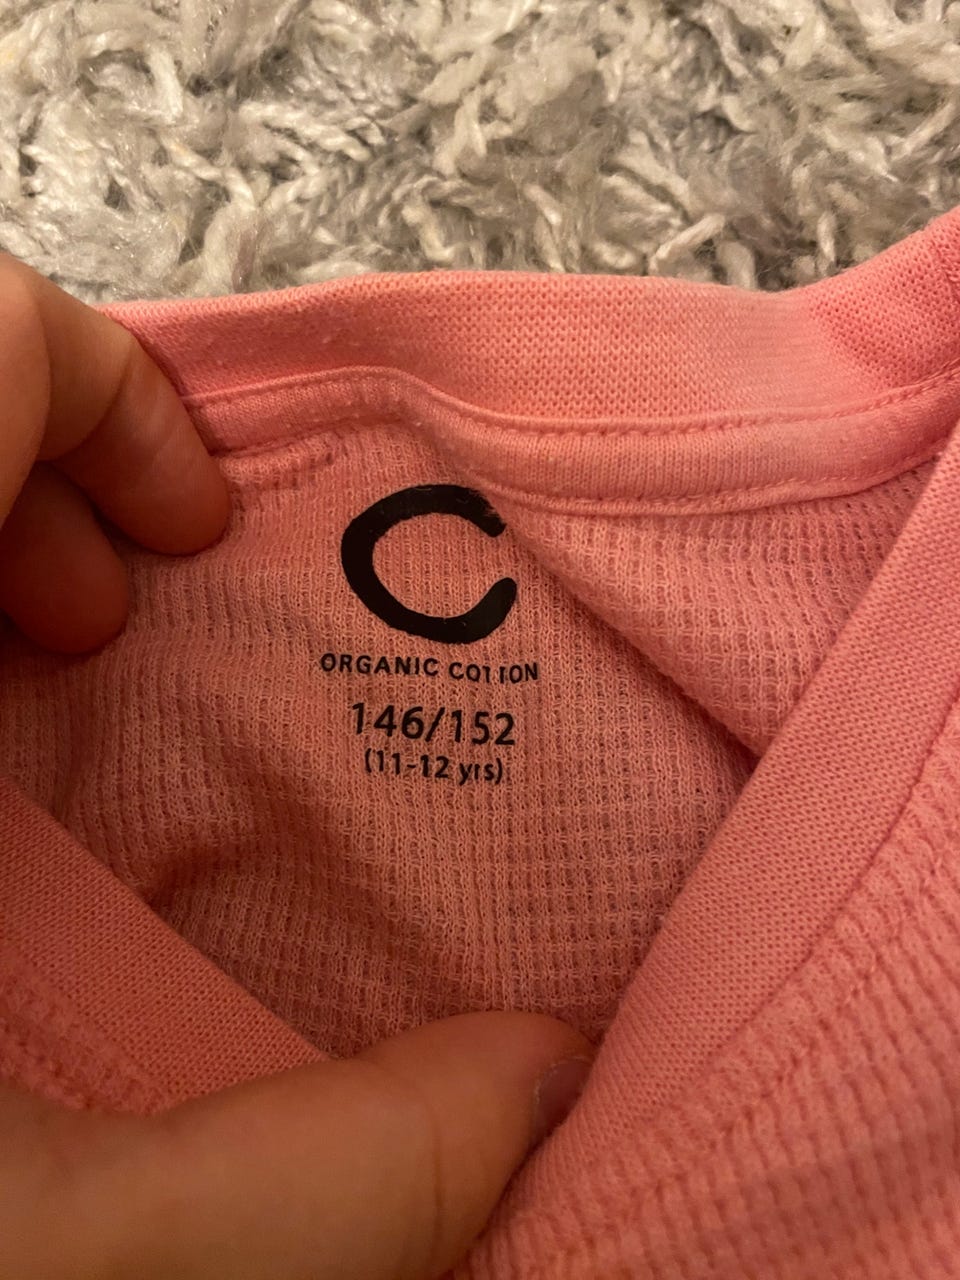 C
ORGANIC COTTON
146/152
(11-12 yrs)